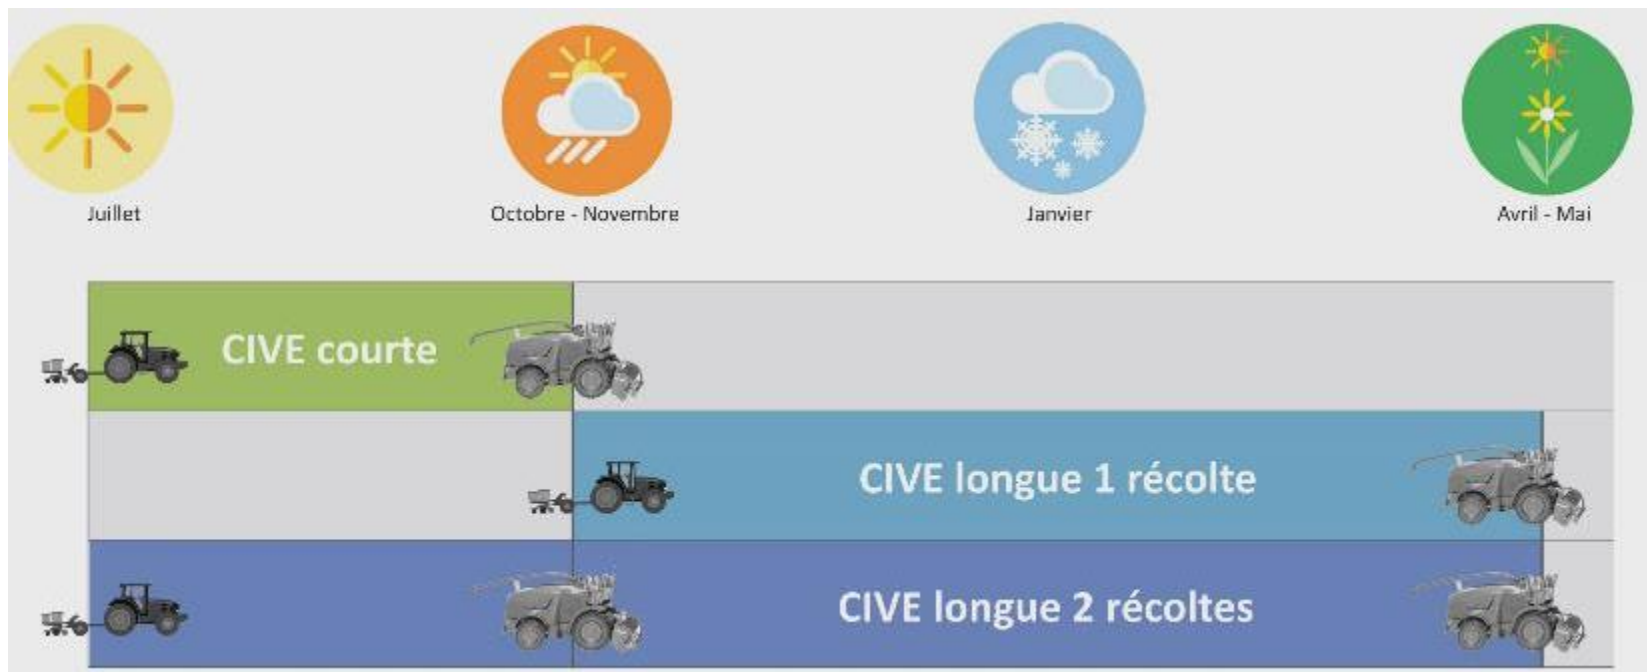 Juillet
Octobre - Novembre
Janvier
Avril - Mai
CIVE courte
CIVE longue 1 récolte
CIVE longue 2 récoltes